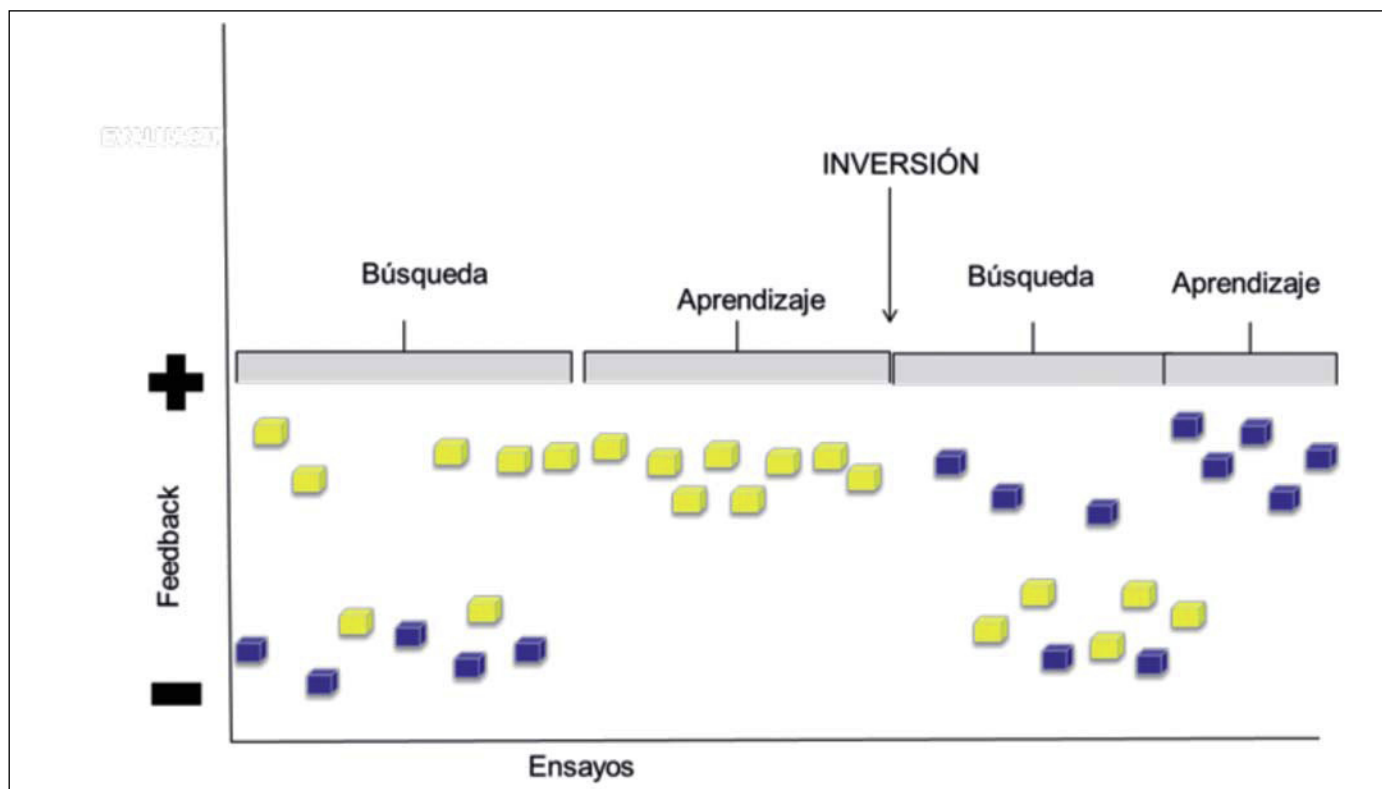 INVERSIÓN
Búsqueda
Aprendizaje
Búsqueda
Aprendizaje
Feedback
Ensayos